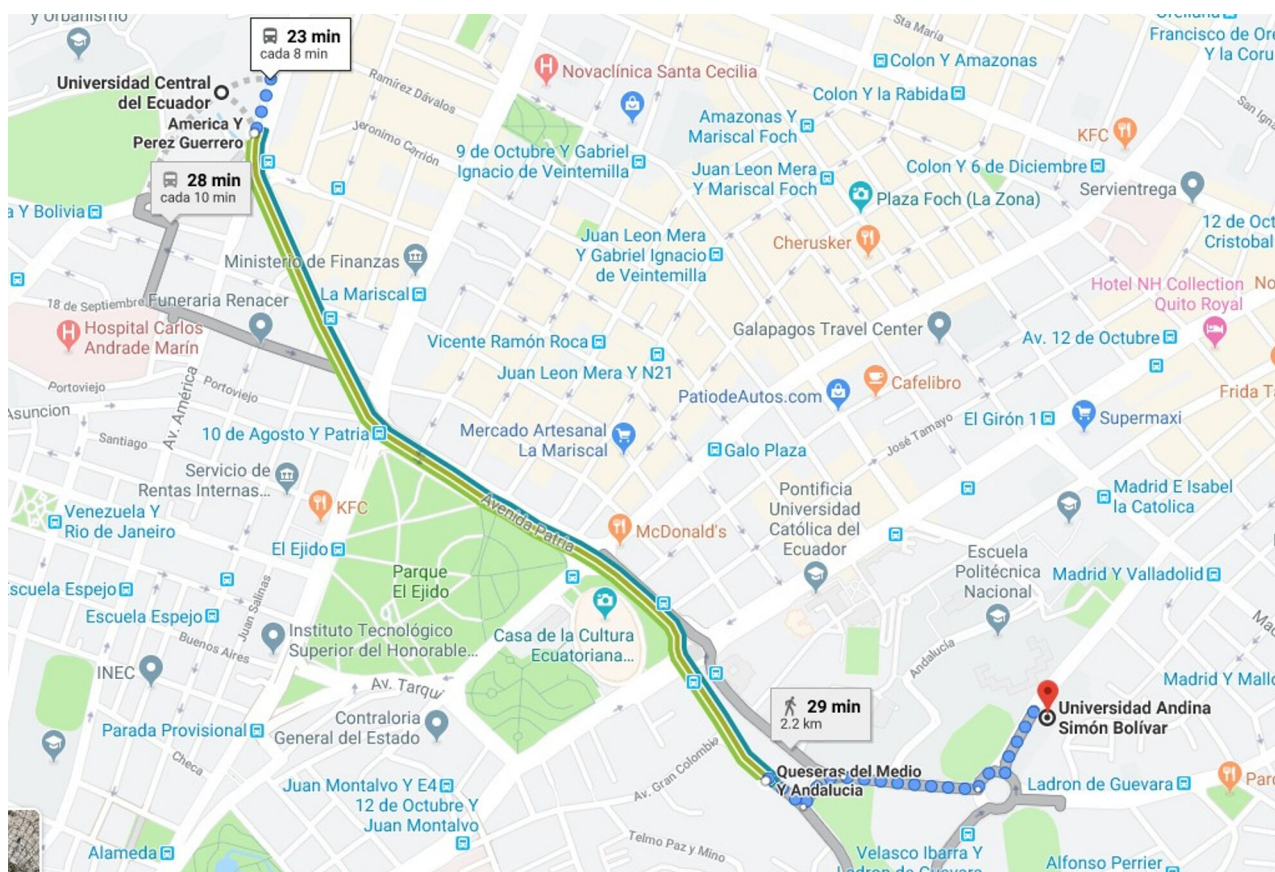 y Urbanismo
23 min
cada 8 min
Sta María
Orellana
Francisco de Ore
Y la Coru
Universidad Central
del Ecuador
America Y
Perez Guerrero
Ramírez Dávalos
Jeronimo Carrión
Novaclínica Santa Cecilia
Colon Y Amazonas
Colon Y la Rabida
San Igna
Amazonas Y
Mariscal Foch
KFC
9 de Octubre Y Gabriel
Ignacio de Veintemilla
Juan Leon Mera
Y Mariscal Foch
Colon Y 6 de Diciembre
Servientrega
28 min
cada 10 min
a Y Bolivia
Plaza Foch (La Zona)
12 de Oct
Cristobal
Juan Leon Mera
Y Gabriel Ignacio
de Veintemilla
Cherusker
Ministerio de Finanzas
Hotel NH Collection
Quito Royal
No
18 de Septiembre
Funeraria Renacer
La Mariscal
Hospital Carlos
Andrade Marín
Galapagos Travel Center
Av. 12 de Octubre
Vicente Ramón Roca
Juan Leon Mera Y N21
Portoviejo
Portoviejo
Cafelibro
Frida T
PatiodeAutos.com
Asuncion
Av. América
Santiago
10 de Agosto Y Patria
Mercado Artesanal
La Mariscal
El Girón 1
Supermaxi
José Tamayo
Galo Plaza
Servicio de
Rentas Internas...
KFC
Pontificia
Universidad
Católica del
Ecuador
Madrid E Isabel
la Catolica
Venezuela Y
Rio de Janeiro
Avenida Patria
McDonald's
El Ejido
Escuela
Politécnica
Nacional
Parque
El Ejido
Madrid Y Valladolid
Escuela Espejo
Escuela Espejo
Juan Salinas
Casa de la Cultura
Ecuatoriana...
Instituto Tecnológico
Superior del Honorable...
Buenos Aires
Andalucía
INEC
Av. Tarqui
Madrid Y Mallo
29 min
2.2 km
Universidad Andina
Simón Bolívar
Parada Provisional
Contraloria
General del Estado
Checa
Av. Gran Colombia
Queseras del Medio
Y Andalucia
Ladron de Guevara
Juan Montalvo Y E4
12 de Octubre Y
Juan Montalvo
Telmo Paz y Mino
Alameda
Velasco Ibarra Y
Ladron de Guevara
Alfonso Perrier